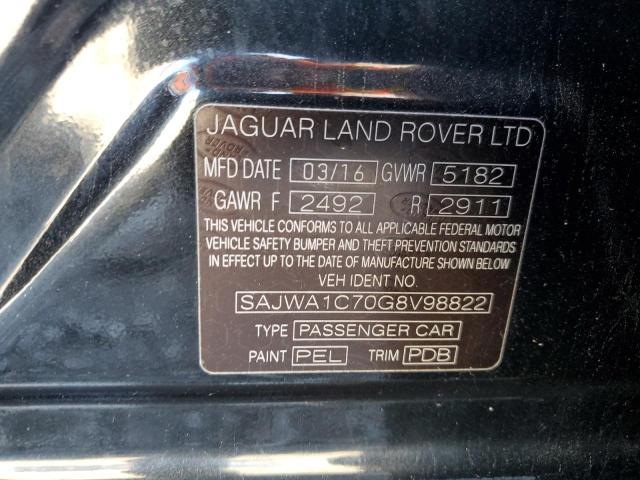 JAGUAR LAND ROVER LTD
MFD DATE 03/16 GVWR 5182
GAWR F 2492 R 2911
THIS VEHICLE CONFORMS TO ALL APPLICABLE FEDERAL MOTOR
VEHICLE SAFETY BUMPER AND THEFT PREVENTION STANDARDS
IN EFFECT UP TO THE DATE OF MANUFACTURE SHOWN BELOW
VEH IDENT NO.
SAJWA1C70G8V98822
TYPE PASSENGER CAR
PAINT PEL TRIM PDB